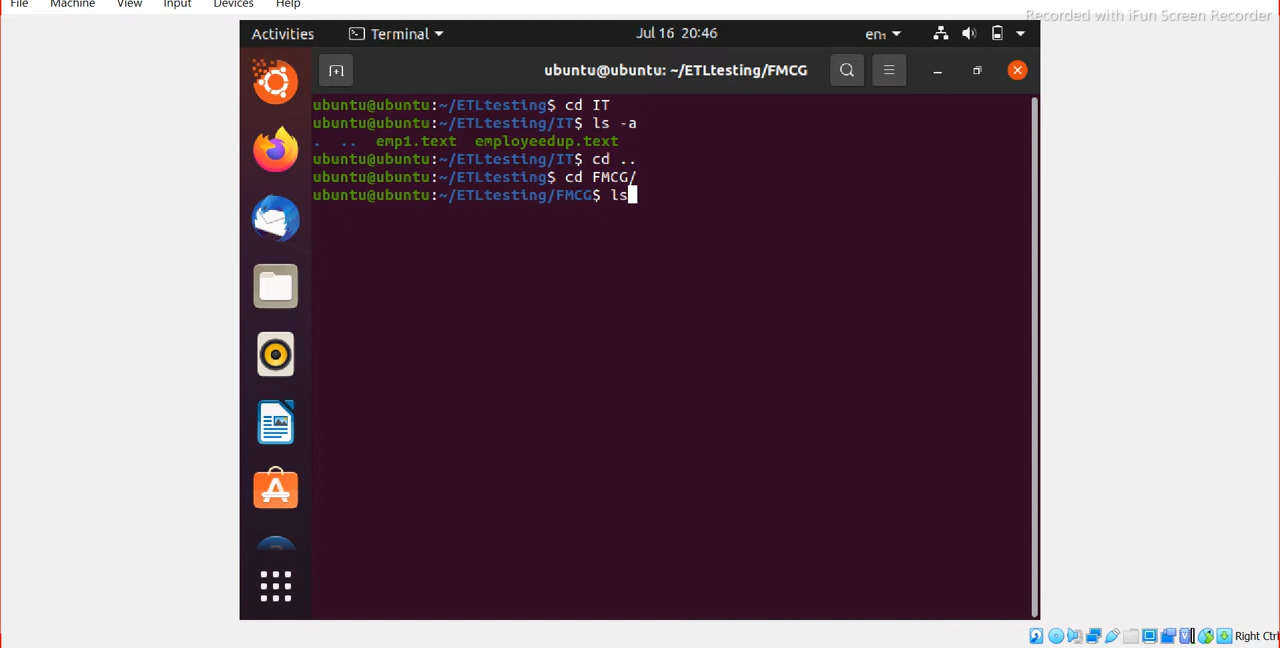 File Machine View Input Devices Help
Recorded with iFun Screen Recorder
Activities Terminal Jul 16 20:46 en₁
ubuntu@ubuntu: ~/ETLtesting/FMCG
ubuntu@ubuntu:~/ETLtesting$ cd IT
ubuntu@ubuntu:~/ETLtesting/IT$ ls -a
. .. emp1.text employeedup.text
ubuntu@ubuntu:~/ETLtesting/IT$ cd ..
ubuntu@ubuntu:~/ETLtesting$ cd FMCG/
ubuntu@ubuntu:~/ETLtesting/FMCG$ ls
Right Ctrl